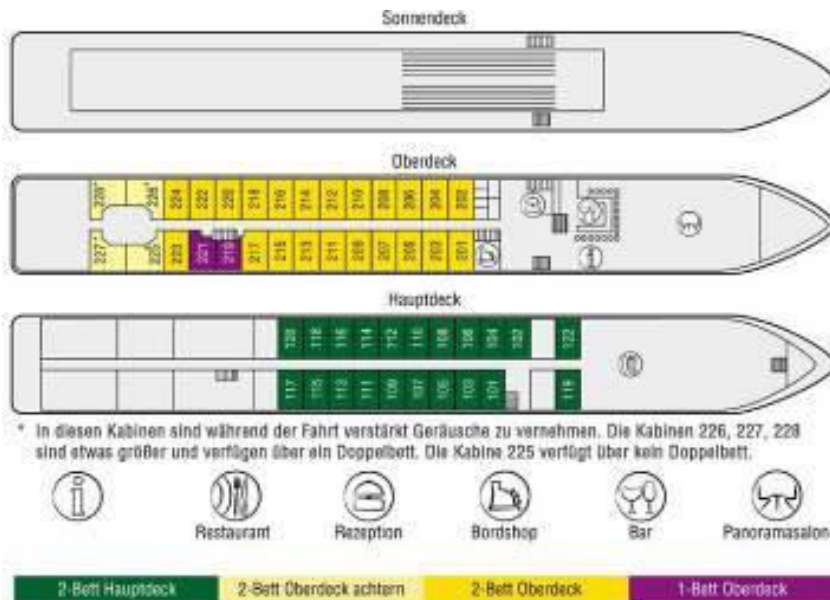 Sonnendeck
Oberdeck
228* 226* 224 222 220 218 216 214 212 210 208 206 204 202
227* 225* 223 221 219 217 215 213 211 209 207 205 203 201
Hauptdeck
120 118 116 114 112 110 108 106 104 102 122
117 115 113 111 109 107 105 103 101 119
* In diesen Kabinen sind während der Fahrt verstärkt Geräusche zu vernehmen. Die Kabinen 226, 227, 228
sind etwas größer und verfügen über ein Doppelbett. Die Kabine 225 verfügt über kein Doppelbett.
i
Restaurant Rezeption Bordshop Bar Panoramasalon
2-Bett Hauptdeck 2-Bett Oberdeck achtern 2-Bett Oberdeck 1-Bett Oberdeck